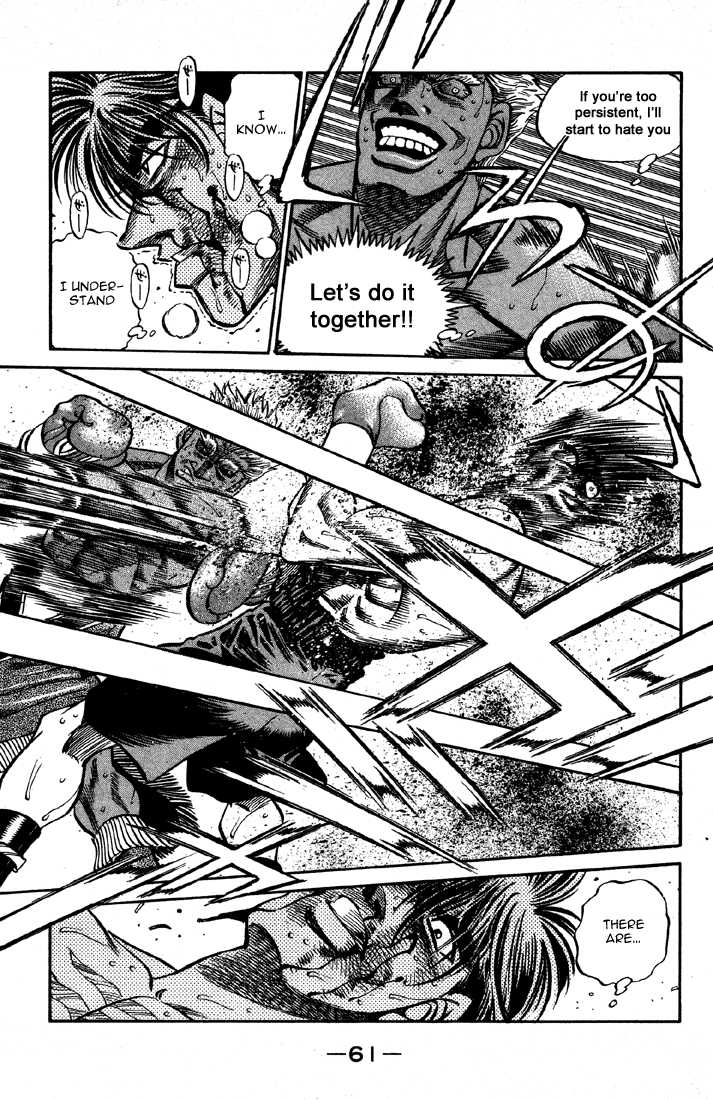 If you're too
persistent, I'll
start to hate you
Let's do it
together!!
I
KNOW...
I UNDER-
STAND
THERE
ARE...
—61—